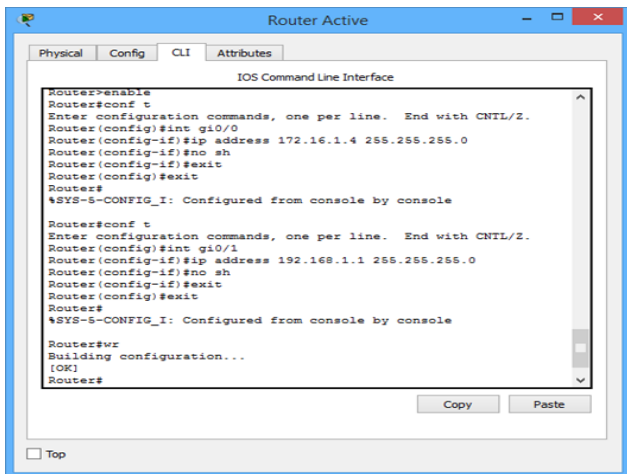 Router Active
Physical Config CLI Attributes
IOS Command Line Interface
Router>enable
Router#conf t
Enter configuration commands, one per line. End with CNTL/Z.
Router(config)#int gi0/0
Router(config-if)#ip address 172.16.1.4 255.255.255.0
Router(config-if)#no sh
Router(config-if)#exit
Router(config)#exit
Router#
%SYS-5-CONFIG_I: Configured from console by console
Router#conf t
Enter configuration commands, one per line. End with CNTL/Z.
Router(config)#int gi0/1
Router(config-if)#ip address 192.168.1.1 255.255.255.0
Router(config-if)#no sh
Router(config-if)#exit
Router(config)#exit
Router#
%SYS-5-CONFIG_I: Configured from console by console
Router#wr
Building configuration...
[OK]
Router#
Copy Paste
Top